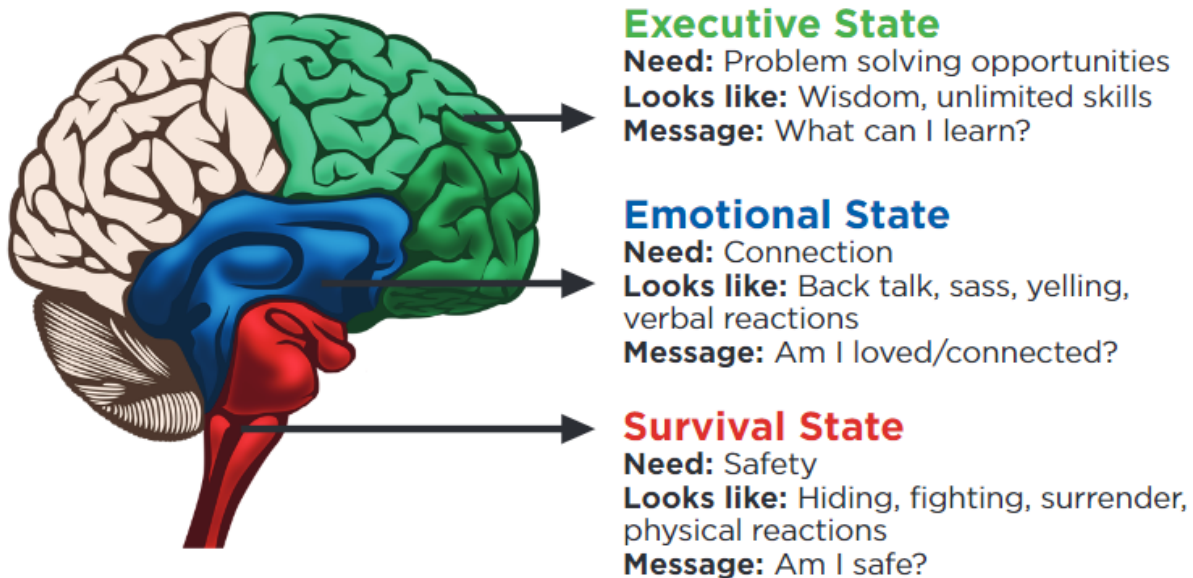 Executive State
Need: Problem solving opportunities
Looks like: Wisdom, unlimited skills
Message: What can I learn?
Emotional State
Need: Connection
Looks like: Back talk, sass, yelling,
verbal reactions
Message: Am I loved/connected?
Survival State
Need: Safety
Looks like: Hiding, fighting, surrender,
physical reactions
Message: Am I safe?